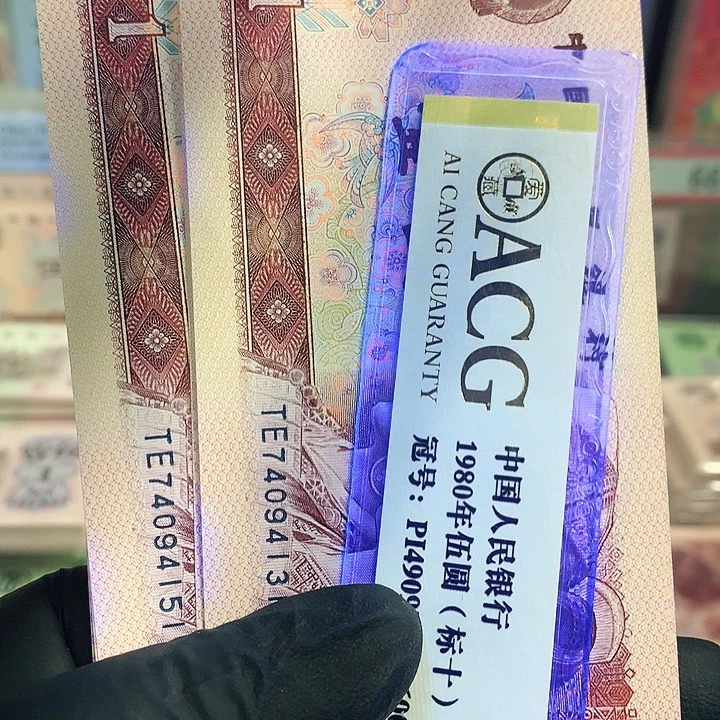 ACG
AI CANG GUARANTY
中国人民银行
1980年伍圆（标十）
冠号：PI490
TE7409413
TE74094151